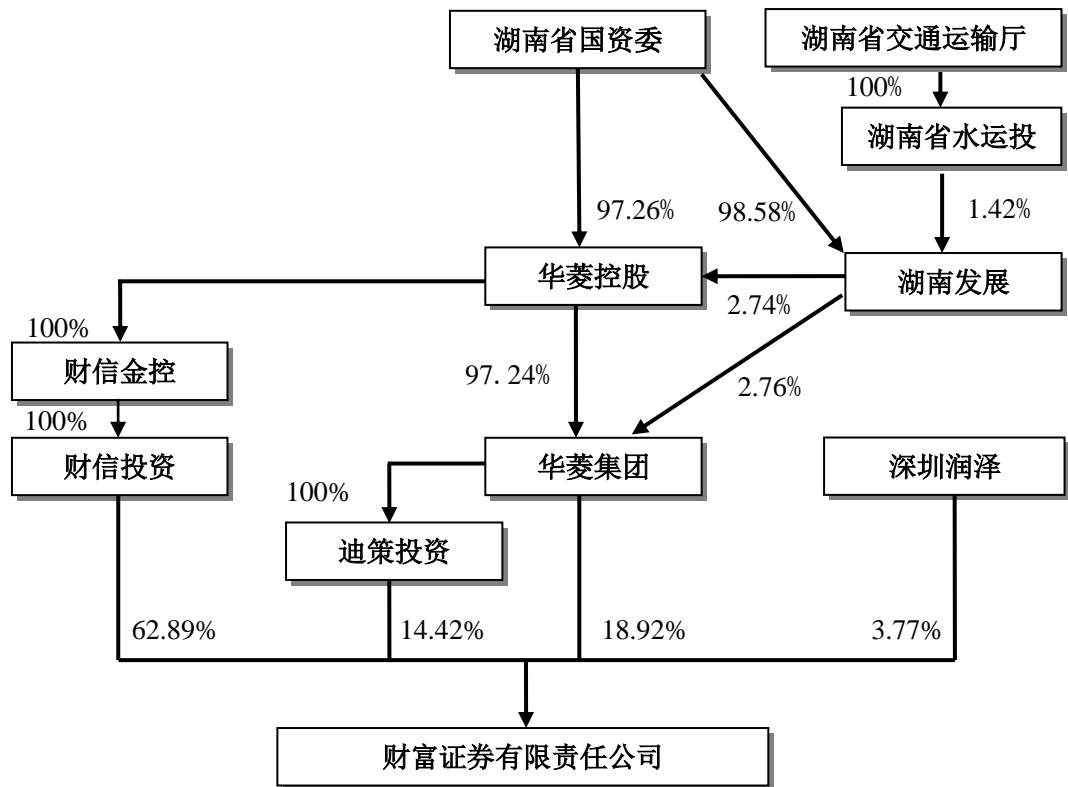 湖南省国资委
湖南省交通运输厅
100%
湖南省水运投
97.26%
98.58%
1.42%
华菱控股
湖南发展
2.74%
100%
财信金控
97. 24%
2.76%
100%
财信投资
华菱集团
深圳润泽
100%
迪策投资
62.89%
14.42%
18.92%
3.77%
财富证券有限责任公司